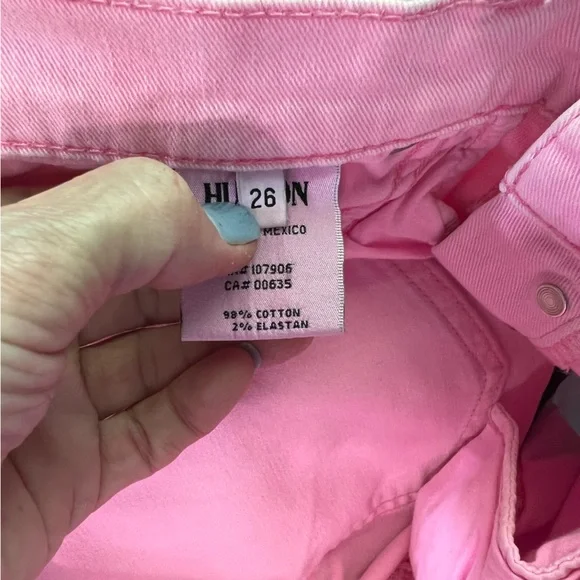 HU ON
26
MEXICO
#107906
CA# 00635
98% COTTON
2% ELASTAN